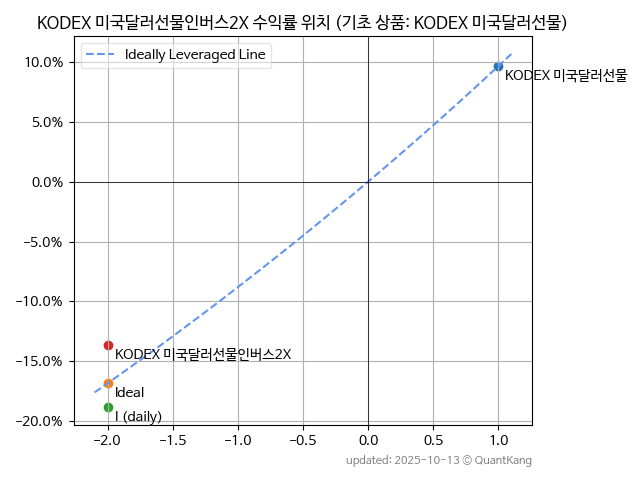 KODEX 미국달러선물인버스2X 수익률 위치 (기초 상품: KODEX 미국달러선물)
Ideally Leveraged Line
10.0%
KODEX 미국달러선물
5.0%
0.0%
−5.0%
−10.0%
KODEX 미국달러선물인버스2X
−15.0%
Ideal
I (daily)
−20.0%
−2.0 −1.5 −1.0 −0.5 0.0 0.5 1.0
updated: 2025-10-13 © QuantKang